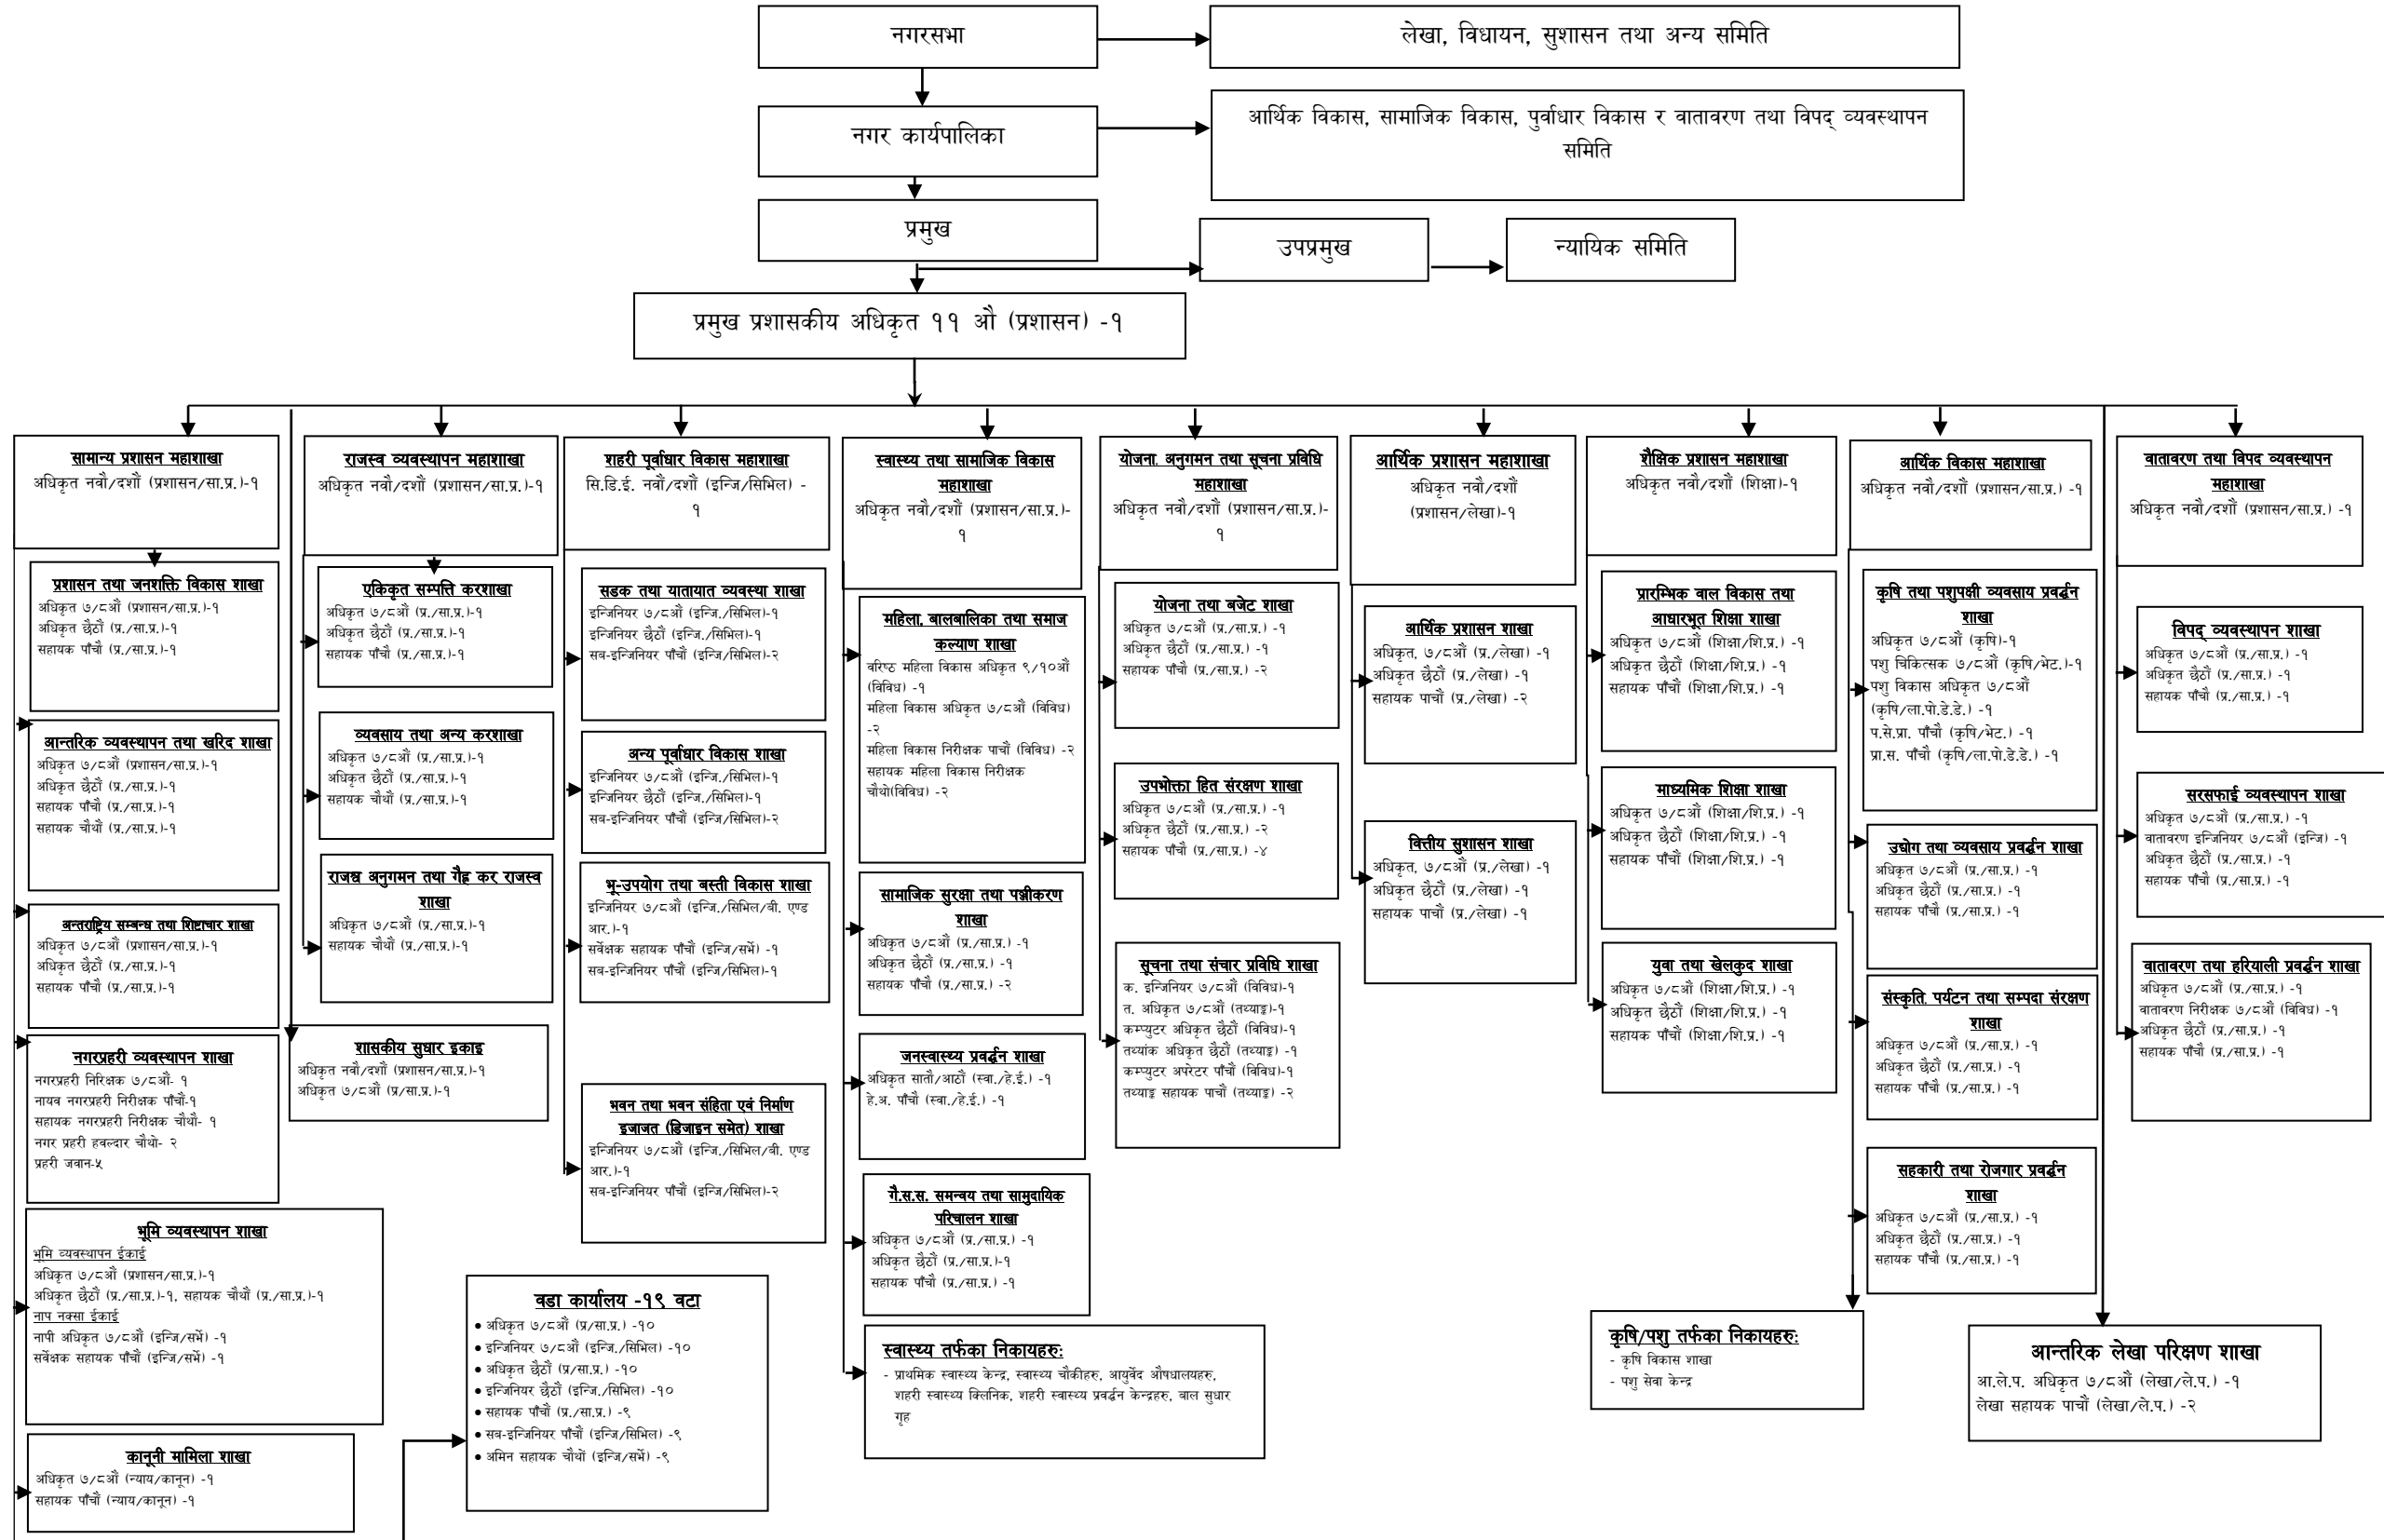 नगरसभा
लेखा, विधायन, सुशासन तथा अन्य समिति
नगर कार्यपालिका
आर्थिक विकास, सामाजिक विकास, पुर्वाधार विकास र वातावरण तथा विपद् व्यवस्थापन
समिति
प्रमुख
उपप्रमुख
न्यायिक समिति
प्रमुख प्रशासकीय अधिकृत ११ औ (प्रशासन) -१
सामान्य प्रशासन महाशाखा
अधिकृत नवौ/दशौं (प्रशासन/सा.प्र.)-१
प्रशासन तथा जनशक्ति विकास शाखा
अधिकृत ७/८औं (प्रशासन/सा.प्र.)-१
अधिकृत छैठौं (प्र./सा.प्र.)-१
सहायक पाँचौ (प्र./सा.प्र.)-१
आन्तरिक व्यवस्थापन तथा खरिद शाखा
अधिकृत ७/८औं (प्रशासन/सा.प्र.)-१
अधिकृत छैठौं (प्र./सा.प्र.)-१
सहायक पाँचौ (प्र./सा.प्र.)-१
सहायक चौथौं (प्र./सा.प्र.)-१
अन्तराष्ट्रिय सम्बन्ध तथा शिष्टाचार शाखा
अधिकृत ७/८औं (प्रशासन/सा.प्र.)-१
अधिकृत छैठौं (प्र./सा.प्र.)-१
सहायक पाँचौ (प्र./सा.प्र.)-१
नगरप्रहरी व्यवस्थापन शाखा
नगरप्रहरी निरिक्षक ७/८औं- १
नायव नगरप्रहरी निरीक्षक पाँचौं-१
सहायक नगरप्रहरी निरीक्षक चौथौ- १
नगर प्रहरी हवल्दार चौथो- २
प्रहरी जवान-५
भूमि व्यवस्थापन शाखा
भूमि व्यवस्थापन ईकाई
अधिकृत ७/८औं (प्रशासन/सा.प्र.)-१
अधिकृत छैठौं (प्र./सा.प्र.)-१, सहायक चौथौं (प्र./सा.प्र.)-१
नाप नक्सा ईकाई
नापी अधिकृत ७/८औं (इन्जि/सर्भे) -१
सर्वेक्षक सहायक पाँचौं (इन्जि/सर्भे) -१
कानूनी मामिला शाखा
अधिकृत ७/८औं (न्याय/कानून) -१
सहायक पाँचौं (न्याय/कानून) -१
राजस्व व्यवस्थापन महाशाखा
अधिकृत नवौ/दशौं (प्रशासन/सा.प्र.)-१
एकिकृत सम्पत्ति करशाखा
अधिकृत ७/८औं (प्र./सा.प्र.)-१
अधिकृत छैठौं (प्र./सा.प्र.)-१
सहायक पाँचौ (प्र./सा.प्र.)-१
व्यवसाय तथा अन्य करशाखा
अधिकृत ७/८औं (प्र./सा.प्र.)-१
अधिकृत छैठौं (प्र./सा.प्र.)-१
सहायक चौथौं (प्र./सा.प्र.)-१
राजश्व अनुगमन तथा गैह्र कर राजस्व
शाखा
अधिकृत ७/८औं (प्र./सा.प्र.)-१
सहायक चौथौं (प्र./सा.प्र.)-१
शासकीय सुधार इकाइ
अधिकृत नवौ/दशौं (प्रशासन/सा.प्र.)-१
अधिकृत ७/८औं (प्र/सा.प्र.)-१
शहरी पूर्वाधार विकास महाशाखा
सि.डि.ई. नवौं/दशौं (इन्जि/सिभिल) -
१
सडक तथा यातायात व्यवस्था शाखा
इन्जिनियर ७/८औं (इन्जि./सिभिल)-१
इन्जिनियर छैठौं (इन्जि./सिभिल)-१
सब-इन्जिनियर पाँचौं (इन्जि/सिभिल)-२
अन्य पूर्वाधार विकास शाखा
इन्जिनियर ७/८औं (इन्जि./सिभिल)-१
इन्जिनियर छैठौं (इन्जि./सिभिल)-१
सब-इन्जिनियर पाँचौं (इन्जि/सिभिल)-२
भू-उपयोग तथा बस्ती विकास शाखा
इन्जिनियर ७/८औं (इन्जि./सिभिल/बी. एण्ड
आर.)-१
सर्वेक्षक सहायक पाँचौं (इन्जि/सर्भे) -१
सब-इन्जिनियर पाँचौं (इन्जि/सिभिल)-१
भवन तथा भवन संहिता एवं निर्माण
इजाजत (डिजाइन समेत) शाखा
इन्जिनियर ७/८औं (इन्जि./सिभिल/बी. एण्ड
आर.)-१
सब-इन्जिनियर पाँचौं (इन्जि/सिभिल)-२
वडा कार्यालय -१९ वटा
• अधिकृत ७/८औं (प्र/सा.प्र.) -१०
• इन्जिनियर ७/८औं (इन्जि./सिभिल) -१०
• अधिकृत छैठौं (प्र/सा.प्र.) -१०
• इन्जिनियर छैठौं (इन्जि./सिभिल) -१०
• सहायक पाँचौं (प्र./सा.प्र.) -९
• सब-इन्जिनियर पाँचौं (इन्जि/सिभिल) -९
• अमिन सहायक चौथों (इन्जि/सर्भे) -९
स्वास्थ्य तथा सामाजिक विकास
महाशाखा
अधिकृत नवौ/दशौं (प्रशासन/सा.प्र.)-
१
महिला, बालबालिका तथा समाज
कल्याण शाखा
वरिष्ठ महिला विकास अधिकृत ९/१०औं
(विविध) -१
महिला विकास अधिकृत ७/८औं (विविध)
-२
महिला विकास निरीक्षक पाचौं (विविध) -२
सहायक महिला विकास निरीक्षक
चौथो(विविध) -२
सामाजिक सुरक्षा तथा पञ्जीकरण
शाखा
अधिकृत ७/८औं (प्र./सा.प्र.) -१
अधिकृत छैठौं (प्र./सा.प्र.) -१
सहायक पाँचौ (प्र./सा.प्र.) -२
जनस्वास्थ्य प्रवर्द्धन शाखा
अधिकृत सातौ/आठौं (स्वा./हे.ई.) -१
हे.अ. पाँचौ (स्वा./हे.ई.) -१
गै.स.स. समन्वय तथा सामुदायिक
परिचालन शाखा
अधिकृत ७/८औं (प्र./सा.प्र.) -१
अधिकृत छैठौं (प्र./सा.प्र.) -१
सहायक पाँचौ (प्र./सा.प्र.) -१
स्वास्थ्य तर्फका निकायहरु:
- प्राथमिक स्वास्थ्य केन्द्र, स्वास्थ्य चौकीहरु, आयुर्वेद औषधालयहरु,
शहरी स्वास्थ्य क्लिनिक, शहरी स्वास्थ्य प्रवर्द्धन केन्द्रहरु, बाल सुधार
गृह
योजना, अनुगमन तथा सूचना प्रविधि
महाशाखा
अधिकृत नवौ/दशौं (प्रशासन/सा.प्र.)-
१
योजना तथा बजेट शाखा
अधिकृत ७/८औं (प्र./सा.प्र.) -१
अधिकृत छैठौं (प्र./सा.प्र.) -१
सहायक पाँचौ (प्र./सा.प्र.) -२
उपभोक्ता हित संरक्षण शाखा
अधिकृत ७/८औं (प्र./सा.प्र.) -१
अधिकृत छैठौं (प्र./सा.प्र.) -२
सहायक पाँचौ (प्र./सा.प्र.) -४
सूचना तथा संचार प्रविधि शाखा
क. इन्जिनियर ७/८औं (विविध)-१
त. अधिकृत ७/८औं (तथ्याङ्क)-१
कम्प्युटर अधिकृत छैठौं (विविध)-१
तथ्यांक अधिकृत छैठौं (तथ्याङ्क) -१
कम्प्युटर अपरेटर पाँचौं (विविध)-१
तथ्याङ्क सहायक पाचौं (तथ्याङ्क) -२
आर्थिक प्रशासन महाशाखा
अधिकृत नवौ/दशौं
(प्रशासन/लेखा)-१
आर्थिक प्रशासन शाखा
अधिकृत, ७/८औं (प्र./लेखा) -१
अधिकृत छैठौं (प्र./लेखा) -१
सहायक पाचौं (प्र./लेखा) -२
वित्तीय सुशासन शाखा
अधिकृत, ७/८औं (प्र./लेखा) -१
अधिकृत छैठौं (प्र./लेखा) -१
सहायक पाचौं (प्र./लेखा) -१
शैक्षिक प्रशासन महाशाखा
अधिकृत नवौ/दशौं (शिक्षा)-१
प्रारम्भिक वाल विकास तथा
आधारभूत शिक्षा शाखा
अधिकृत ७/८औं (शिक्षा/शि.प्र.) -१
अधिकृत छैठौं (शिक्षा/शि.प्र.) -१
सहायक पाँचौं (शिक्षा/शि.प्र.) -१
माध्यमिक शिक्षा शाखा
अधिकृत ७/८औं (शिक्षा/शि.प्र.) -१
अधिकृत छैठौं (शिक्षा/शि.प्र.) -१
सहायक पाँचौं (शिक्षा/शि.प्र.) -१
युवा तथा खेलकुद शाखा
अधिकृत ७/८औं (शिक्षा/शि.प्र.) -१
अधिकृत छैठौं (शिक्षा/शि.प्र.) -१
सहायक पाँचौं (शिक्षा/शि.प्र.) -१
आर्थिक विकास महाशाखा
अधिकृत नवौ/दशौं (प्रशासन/सा.प्र.) -१
कृषि तथा पशुपक्षी व्यवसाय प्रवर्द्धन
शाखा
अधिकृत ७/८औं (कृषि)-१
पशु चिकित्सक ७/८औं (कृषि/भेट.)-१
पशु विकास अधिकृत ७/८औं
(कृषि/ला.पो.डे.डे.) -१
प.से.प्रा. पाँचौ (कृषि/भेट.) -१
प्रा.स. पाँचौ (कृषि/ला.पो.डे.डे.) -१
उद्योग तथा व्यवसाय प्रवर्द्धन शाखा
अधिकृत ७/८औं (प्र./सा.प्र.) -१
अधिकृत छैठौं (प्र./सा.प्र.) -१
सहायक पाँचौं (प्र./सा.प्र.) -१
संस्कृति, पर्यटन तथा सम्पदा संरक्षण
शाखा
अधिकृत ७/८औं (प्र./सा.प्र.) -१
अधिकृत छैठौं (प्र./सा.प्र.) -१
सहायक पाँचौ (प्र./सा.प्र.) -१
सहकारी तथा रोजगार प्रवर्द्धन
शाखा
अधिकृत ७/८औं (प्र./सा.प्र.) -१
अधिकृत छैठौं (प्र./सा.प्र.) -१
सहायक पाँचौ (प्र./सा.प्र.) -१
कृषि/पशु तर्फका निकायहरु:
- कृषि विकास शाखा
- पशु सेवा केन्द्र
वातावरण तथा विपद व्यवस्थापन
महाशाखा
अधिकृत नवौ/दशौं (प्रशासन/सा.प्र.) -१
विपद् व्यवस्थापन शाखा
अधिकृत ७/८औं (प्र./सा.प्र.) -१
अधिकृत छैठौं (प्र./सा.प्र.) -१
सहायक पाँचौ (प्र./सा.प्र.) -१
सरसफाई व्यवस्थापन शाखा
अधिकृत ७/८औं (प्र./सा.प्र.) -१
वातावरण इन्जिनियर ७/८औं (इन्जि) -१
अधिकृत छैठौं (प्र./सा.प्र.) -१
सहायक पाँचौ (प्र./सा.प्र.) -१
वातावरण तथा हरियाली प्रवर्द्धन शाखा
अधिकृत ७/८औं (प्र./सा.प्र.) -१
वातावरण निरीक्षक ७/८औं (विविध) -१
अधिकृत छैठौं (प्र./सा.प्र.) -१
सहायक पाँचौ (प्र./सा.प्र.) -१
आन्तरिक लेखा परिक्षण शाखा
आ.ले.प. अधिकृत ७/८औं (लेखा/ले.प.) -१
लेखा सहायक पाचौं (लेखा/ले.प.) -२